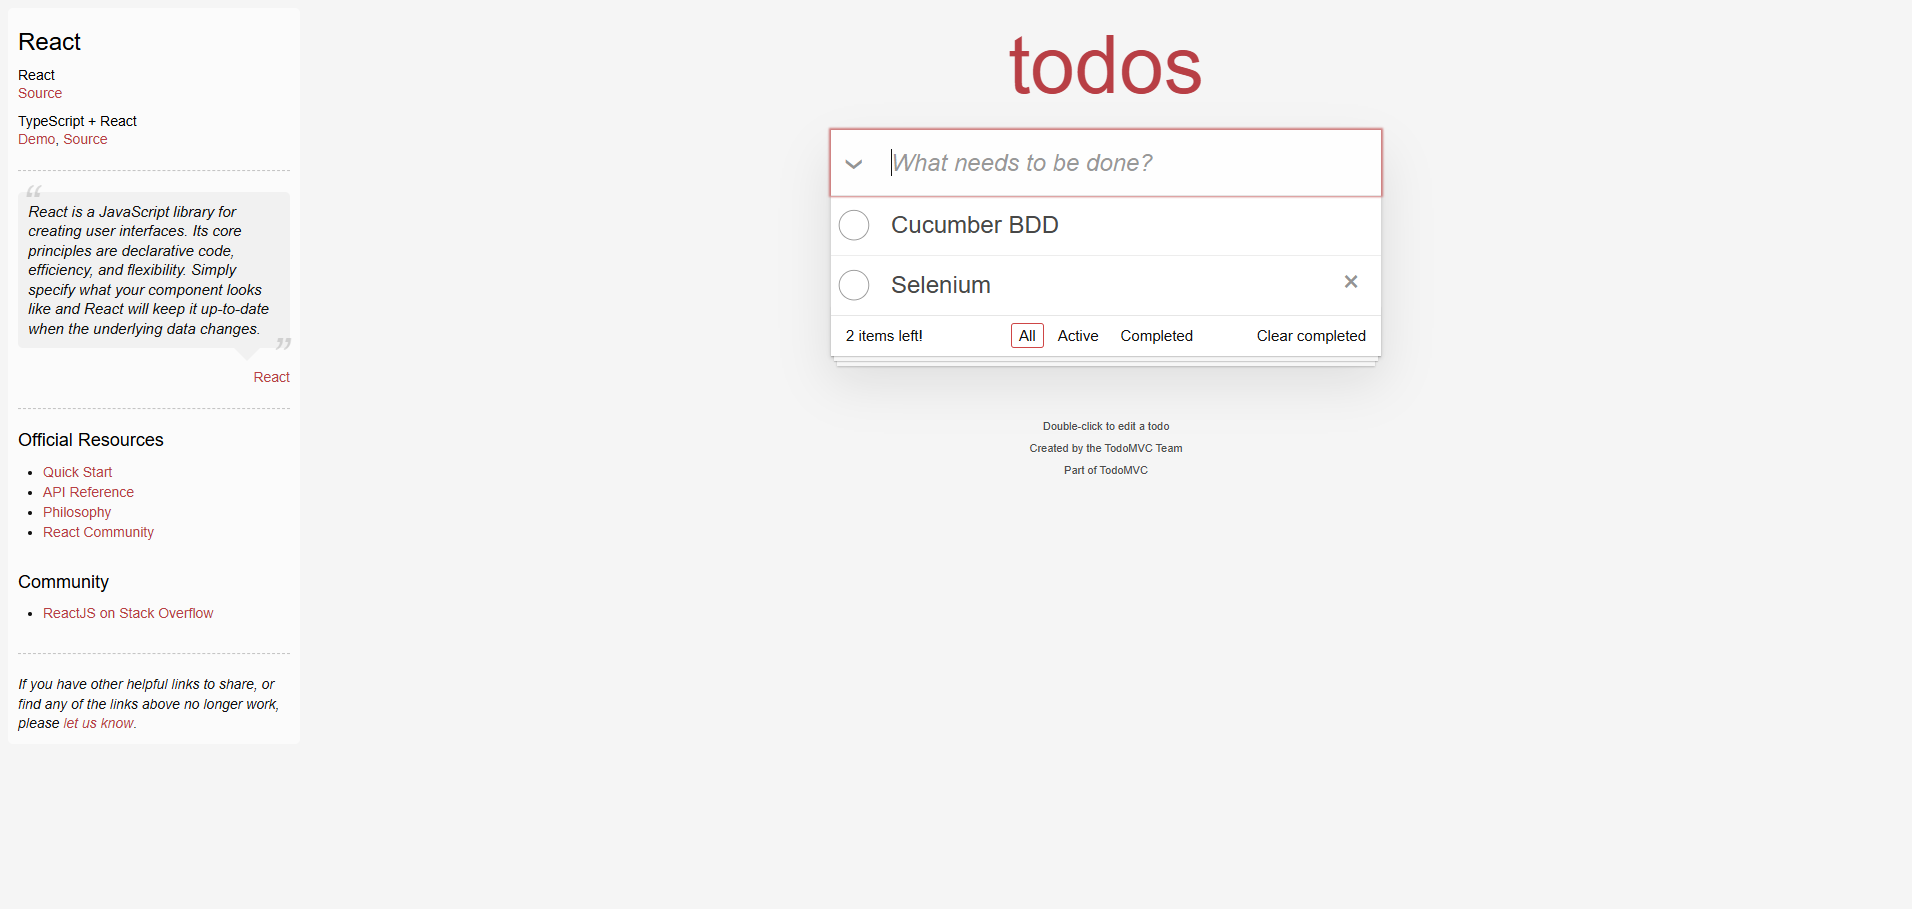 React
React
Source
TypeScript + React
Demo, Source
“
React is a JavaScript library for
creating user interfaces. Its core
principles are declarative code,
efficiency, and flexibility. Simply
specify what your component looks
like and React will keep it up-to-date
when the underlying data changes.
”
React
Official Resources
• Quick Start
• API Reference
• Philosophy
• React Community
Community
• ReactJS on Stack Overflow
If you have other helpful links to share, or
find any of the links above no longer work,
please let us know.
todos
What needs to be done?
Cucumber BDD
Selenium ×
2 items left! All Active Completed Clear completed
Double-click to edit a todo
Created by the TodoMVC Team
Part of TodoMVC